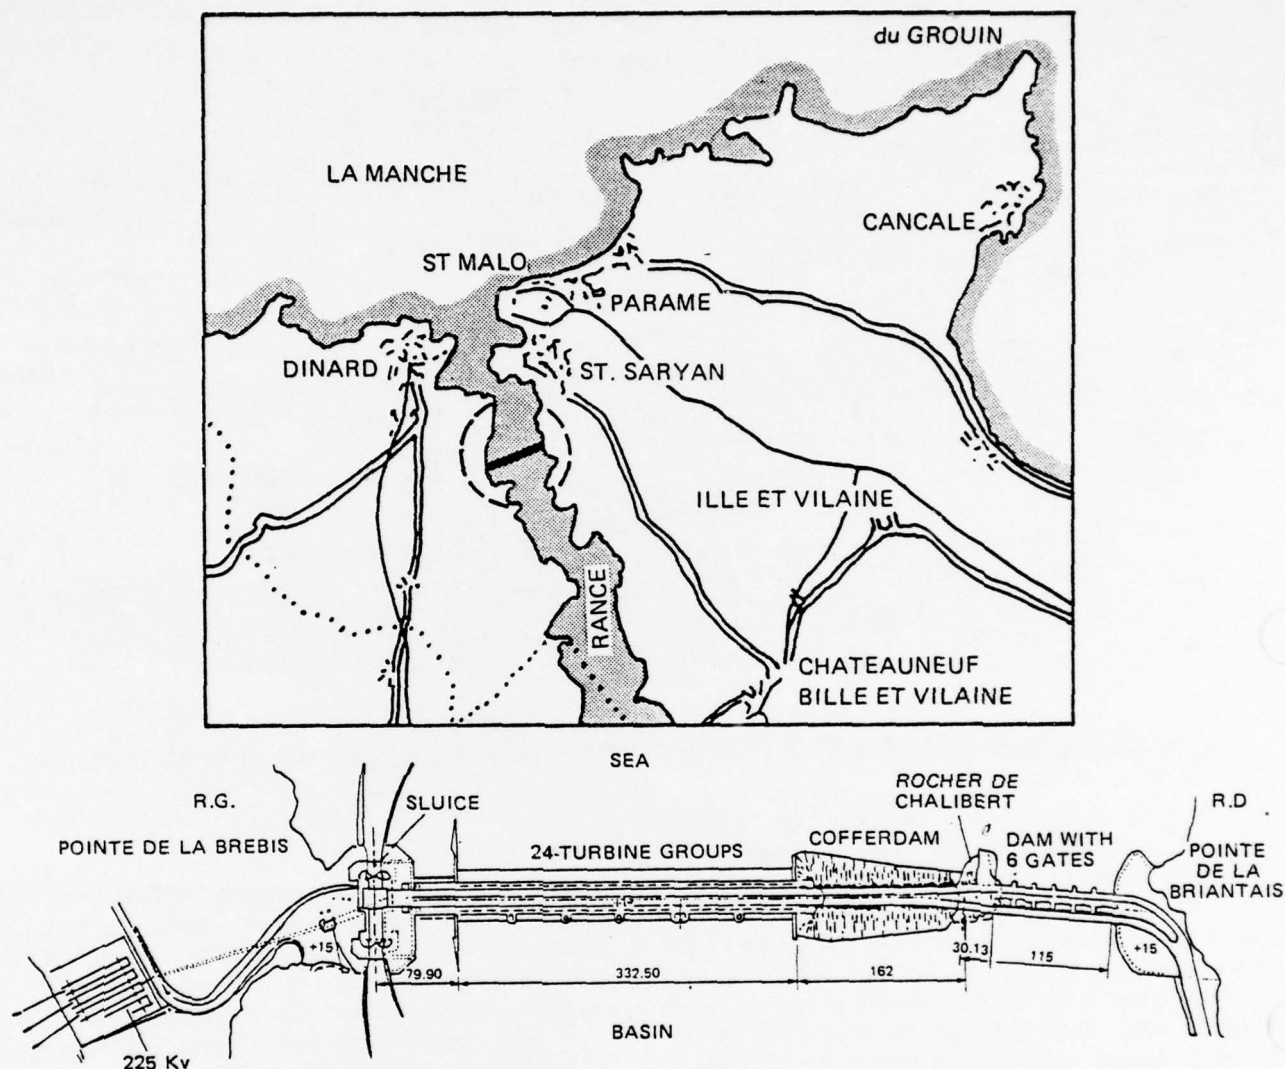 du GROUIN
LA MANCHE
CANCALE
ST MALO
PARAME
DINARD
ST. SARYAN
ILLE ET VILAINE
RANCE
CHATEAUNEUF
BILLE ET VILAINE
SEA
R.G.
SLUICE
ROCHER DE
CHALIBERT
R.D
POINTE DE LA BREBIS
24-TURBINE GROUPS
COFFERDAM
DAM WITH
6 GATES
POINTE
DE LA
BRIANTAIS
+15
79.90
332.50
162
30.13
115
+15
BASIN
225 Kv